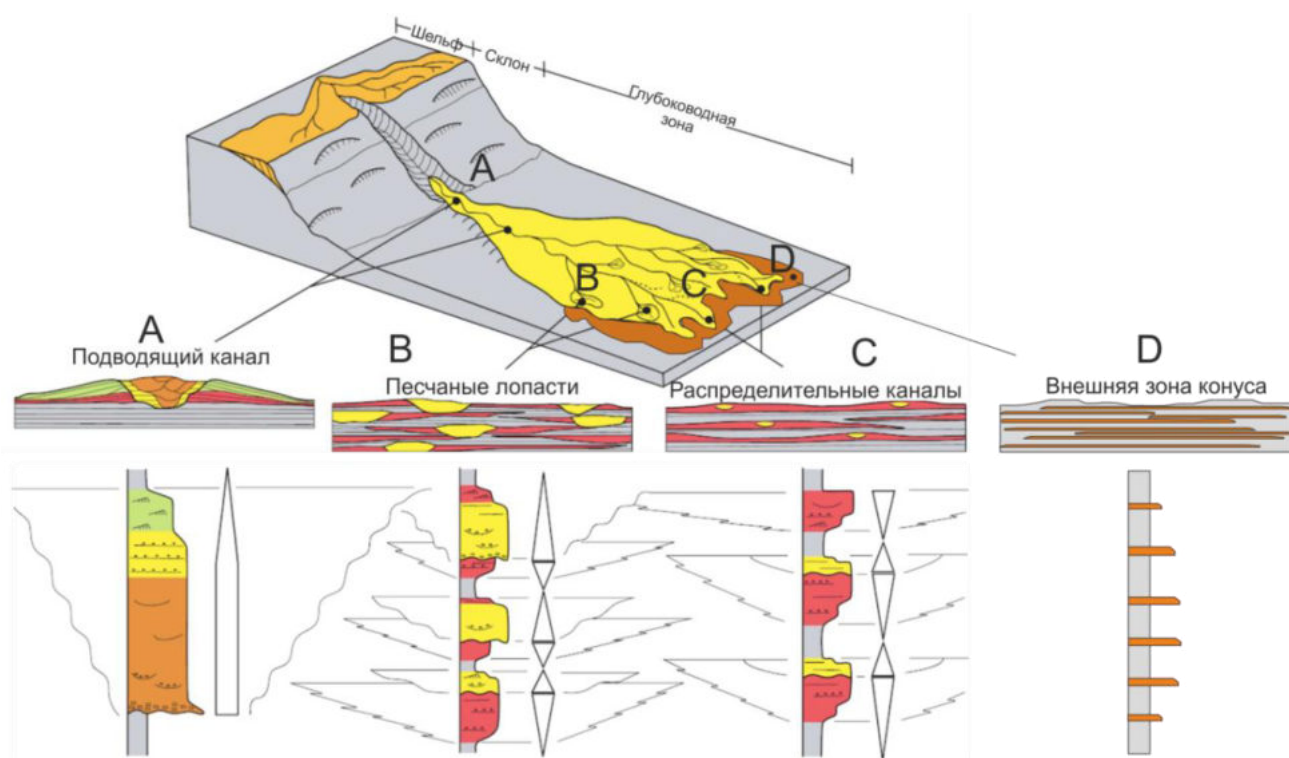 Шельф
Склон
Глубоководная
зона
A
B
C
D
A
Подводящий канал
B
Песчаные лопасти
C
Распределительные каналы
D
Внешняя зона конуса